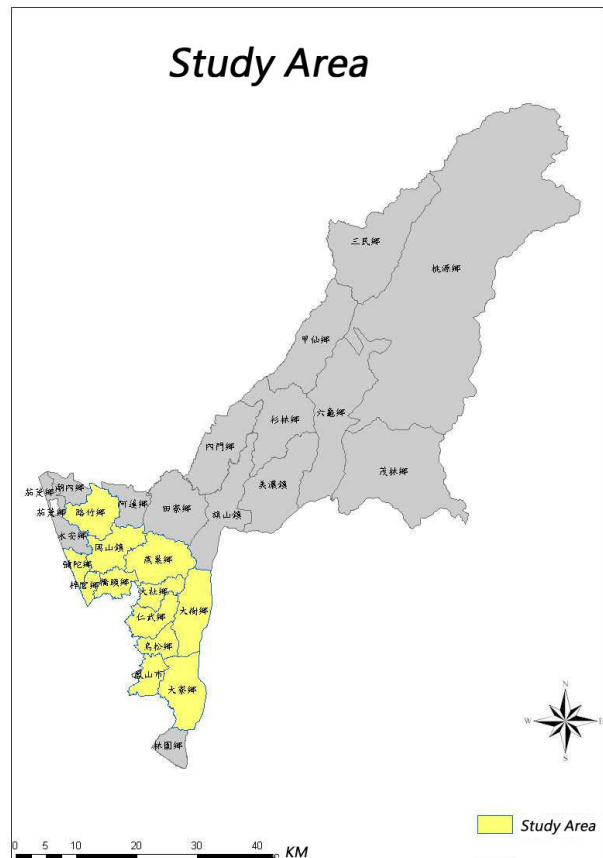 Study Area
三民鄉
桃源鄉
甲仙鄉
六龜鄉
杉林鄉
內門鄉
茂林鄉
美濃鎮
湖內鄉
茄萣鄉
阿蓮鄉
田寮鄉
旗山鎮
路竹鄉
茄萣鄉
永安鄉
岡山鎮
燕巢鄉
彌陀鄉
梓官鄉
橋頭鄉
大社鄉
大樹鄉
仁武鄉
鳥松鄉
鳳山市
大寮鄉
林園鄉
N
W
E
S
Study Area
0 5 10 20 30 40
KM